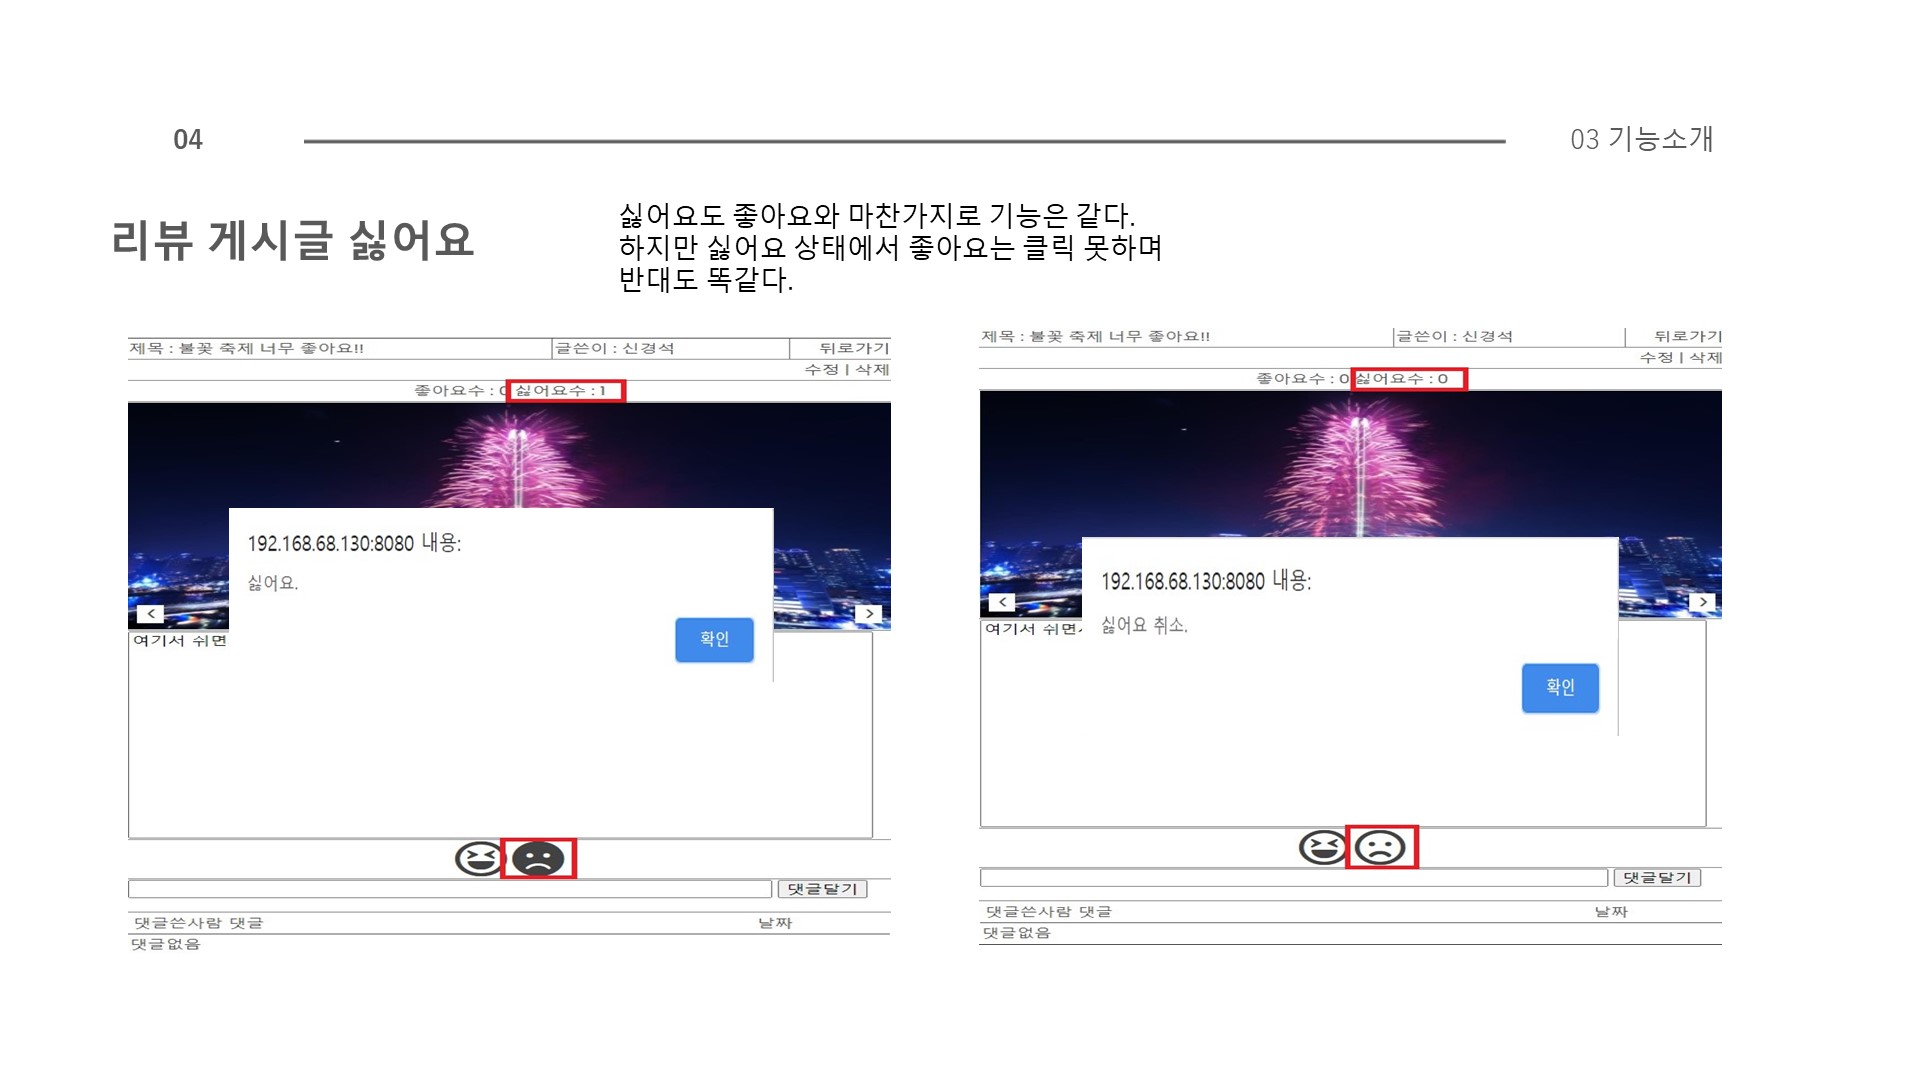 04
03 기능소개
리뷰 게시글 싫어요
싫어요도 좋아요와 마찬가지로 기능은 같다.
하지만 싫어요 상태에서 좋아요는 클릭 못하며
반대도 똑같다.
제목 : 불꽃 축제 너무 좋아요!! 글쓴이 : 신경석 뒤로가기
수정 | 삭제
좋아요수 : 0 싫어요수 : 1
192.168.68.130:8080 내용:
싫어요.
확인
<
>
여기서 쉬면
댓글달기
댓글쓴사람 댓글 날짜
댓글없음
제목 : 불꽃 축제 너무 좋아요!! 글쓴이 : 신경석 뒤로가기
수정 | 삭제
좋아요수 : 0 싫어요수 : 0
192.168.68.130:8080 내용:
싫어요 취소.
확인
<
>
여기서 쉬면
댓글달기
댓글쓴사람 댓글 날짜
댓글없음